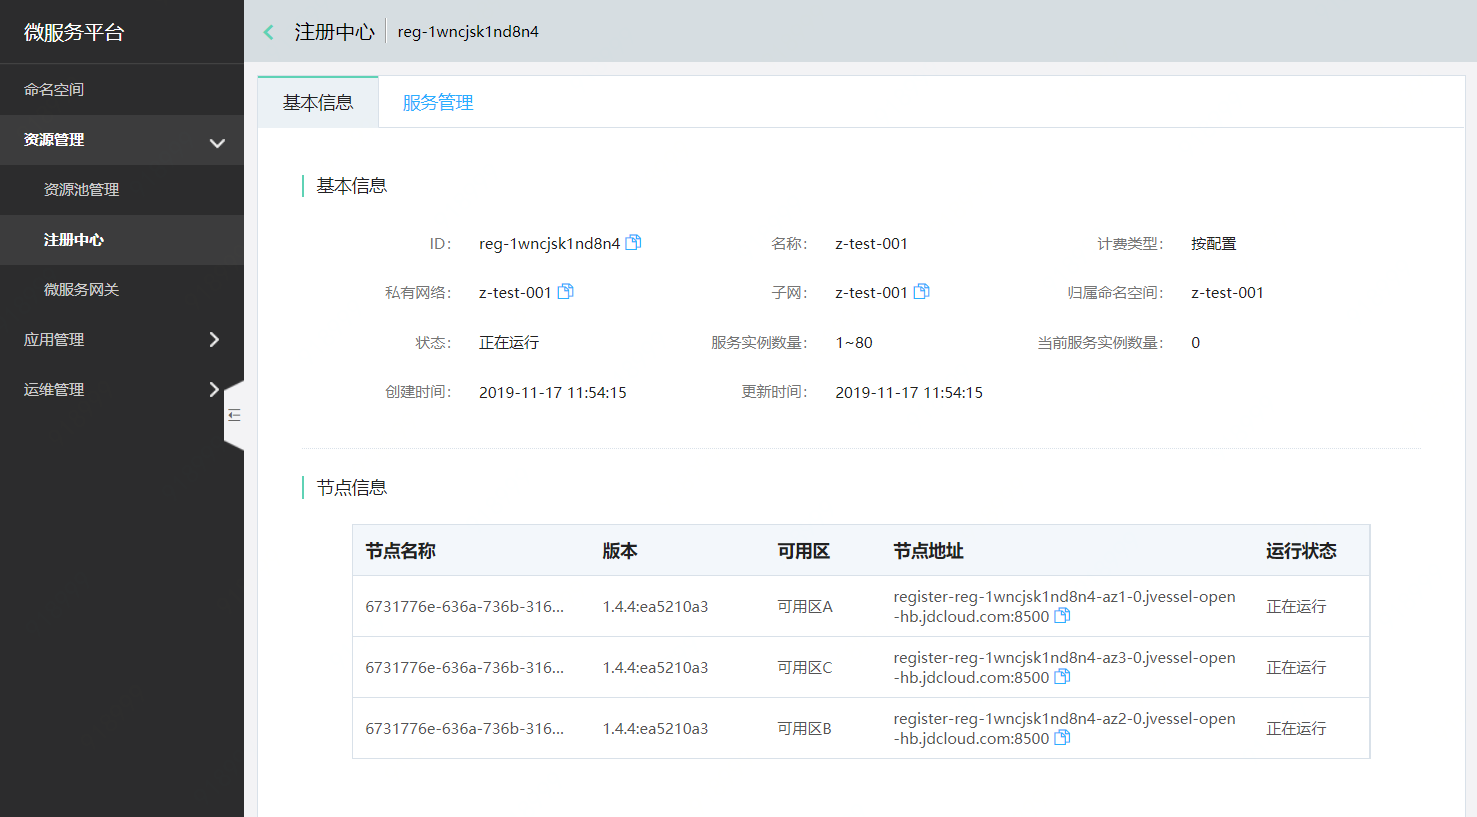 微服务平台
命名空间
资源管理
资源池管理
注册中心
微服务网关
应用管理
运维管理
注册中心 reg-1wncjsk1nd8n4
基本信息 服务管理
基本信息
ID： reg-1wncjsk1nd8n4 名称： z-test-001 计费类型： 按配置
私有网络： z-test-001 子网： z-test-001 归属命名空间： z-test-001
状态： 正在运行 服务实例数量： 1~80 当前服务实例数量： 0
创建时间： 2019-11-17 11:54:15 更新时间： 2019-11-17 11:54:15
节点信息
节点名称 版本 可用区 节点地址 运行状态
6731776e-636a-736b-316... 1.4.4:ea5210a3 可用区A register-reg-1wncjsk1nd8n4-az1-0.jvessel-open
-hb.jdcloud.com:8500 正在运行
6731776e-636a-736b-316... 1.4.4:ea5210a3 可用区C register-reg-1wncjsk1nd8n4-az3-0.jvessel-open
-hb.jdcloud.com:8500 正在运行
6731776e-636a-736b-316... 1.4.4:ea5210a3 可用区B register-reg-1wncjsk1nd8n4-az2-0.jvessel-open
-hb.jdcloud.com:8500 正在运行